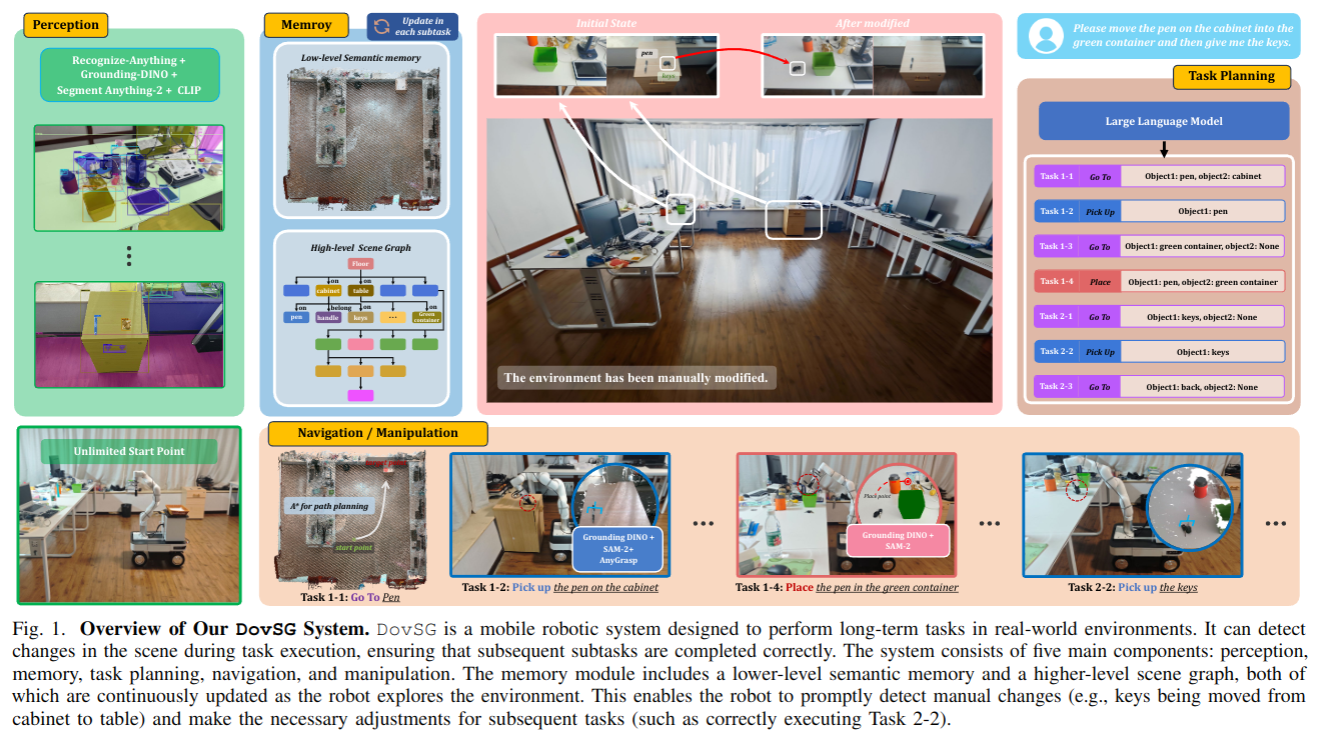 Perception
Recognize-Anything +
Grounding-DINO +
Segment Anything-2 + CLIP
Memroy
Update in
each subtask
Low-level Semantic memory
High-level Scene Graph
Floor
on
on
cabinet
table
on
belong
on
on
pen
handle
keys
...
Green
container
Initial State
After modified
pen
keys
The environment has been manually modified.
Please move the pen on the cabinet into the
green container and then give me the keys.
Task Planning
Large Language Model
Task 1-1 Go To Object1: pen, object2: cabinet
Task 1-2 Pick Up Object1: pen
Task 1-3 Go To Object1: green container, object2: None
Task 1-4 Place Object1: pen, object2: green container
Task 2-1 Go To Object1: keys, object2: None
Task 2-2 Pick Up Object1: keys
Task 2-3 Go To Object1: back, object2: None
Unlimited Start Point
Navigation / Manipulation
A* for path planning
start point
Task 1-1: Go To Pen
Grounding DINO +
SAM-2+
AnyGrasp
Task 1-2: Pick up the pen on the cabinet
...
Place point
Grounding DINO +
SAM-2
Task 1-4: Place the pen in the green container
...
Task 2-2: Pick up the keys
...
Fig. 1. Overview of Our DovSG System. DovSG is a mobile robotic system designed to perform long-term tasks in real-world environments. It can detect
changes in the scene during task execution, ensuring that subsequent subtasks are completed correctly. The system consists of five main components: perception,
memory, task planning, navigation, and manipulation. The memory module includes a lower-level semantic memory and a higher-level scene graph, both of
which are continuously updated as the robot explores the environment. This enables the robot to promptly detect manual changes (e.g., keys being moved from
cabinet to table) and make the necessary adjustments for subsequent tasks (such as correctly executing Task 2-2).